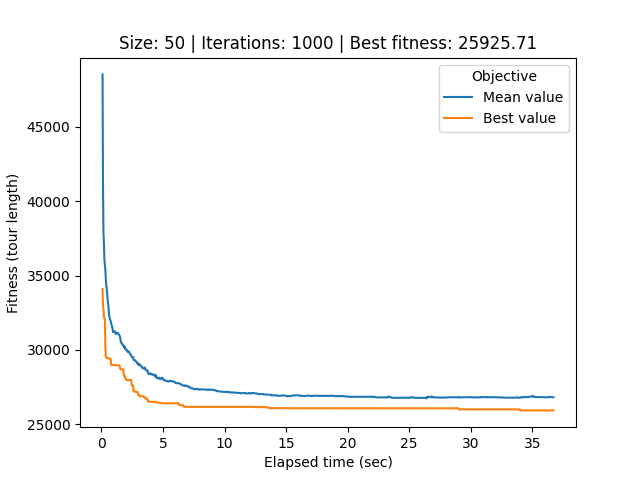 Size: 50 | Iterations: 1000 | Best fitness: 25925.71
Objective
Mean value
Best value
Fitness (tour length)
45000
40000
35000
30000
25000
0 5 10 15 20 25 30 35
Elapsed time (sec)